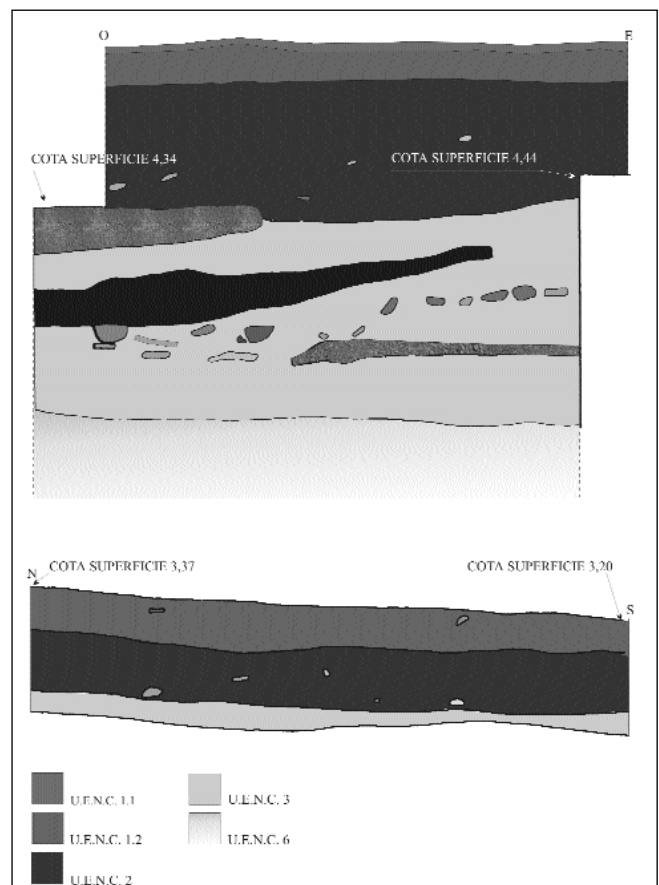 O E
COTA SUPERFICIE 4,34 COTA SUPERFICIE 4,44
COTA SUPERFICIE 3,37 COTA SUPERFICIE 3,20
N S
U.E.N.C. 1.1 U.E.N.C. 3
U.E.N.C. 1.2 U.E.N.C. 6
U.E.N.C. 2